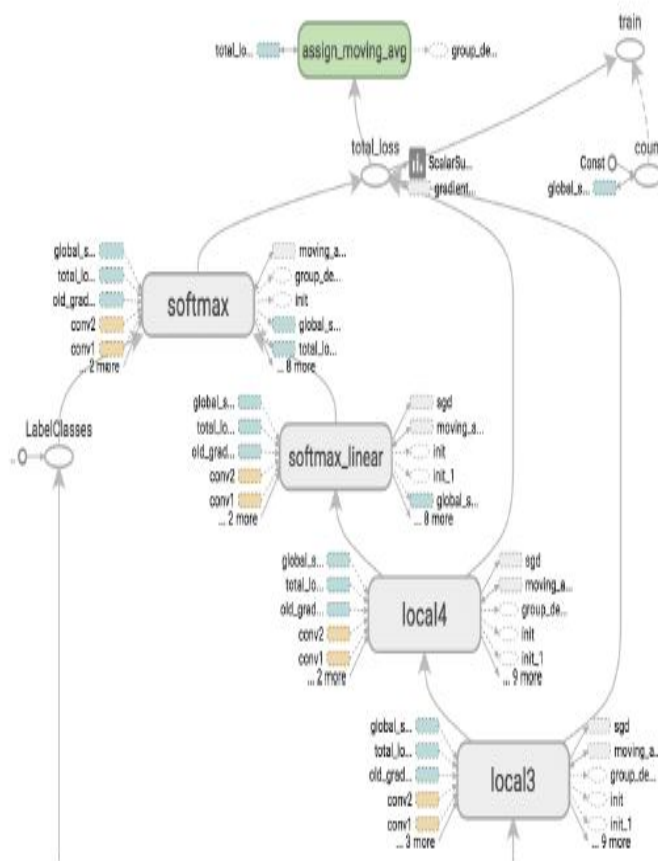 train
total_lo...
assign_moving_avg
group_de...
total_loss
coun
ScalarSu...
Const
gradient...
global_s...
global_s...
total_lo...
old_grad...
conv2
conv1
... 2 more
softmax
moving_a...
group_de...
init
global_s...
total_lo...
... 8 more
LabelClasses
..
global_s...
total_lo...
old_grad...
conv2
conv1
... 2 more
softmax_linear
sgd
moving_a...
init
init_1
global_s...
... 8 more
global_s...
total_lo...
old_grad...
conv2
conv1
... 2 more
local4
sgd
moving_a...
group_de...
init
init_1
... 9 more
global_s...
total_lo...
old_grad...
conv2
conv1
... 3 more
local3
sgd
moving_a...
group_de...
init
init_1
... 9 more